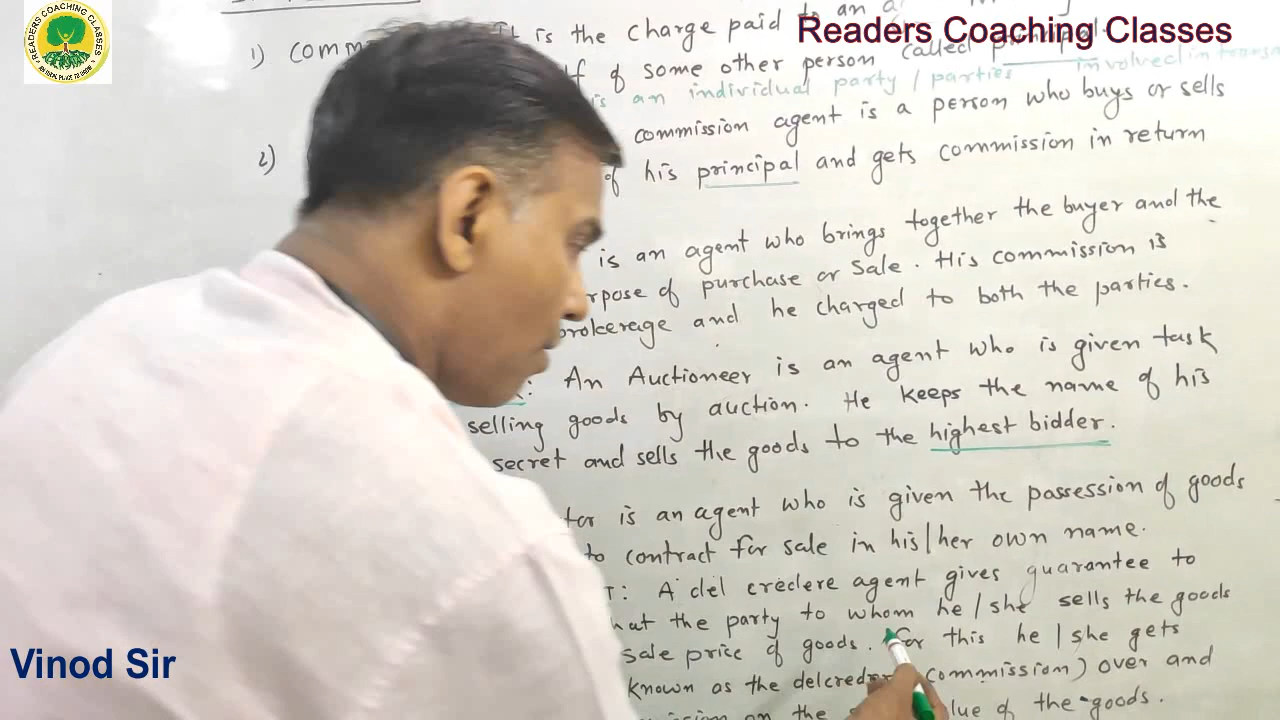 READERS COACHING CLASSES
Readers Coaching Classes
1) is the charge paid to an
of some other person called principal.
is an individual party / parties involved in
2) commission agent is a person who buys or sells
of his principal and gets commission in return
is an agent who brings together the buyer and the
of purchase or sale. His commission is
brokerage and he charged to both the parties.
: An Auctioneer is an agent who is given task
selling goods by auction. He keeps the name of his
secret and sells the goods to the highest bidder.
is an agent who is given the possession of goods
to contract for sale in his/her own name.
: A del credere agent gives guarantee to
the party to whom he / she sells the goods
sale price of goods. For this he / she gets
known as the (commission) over and
on the of the goods.
Vinod Sir